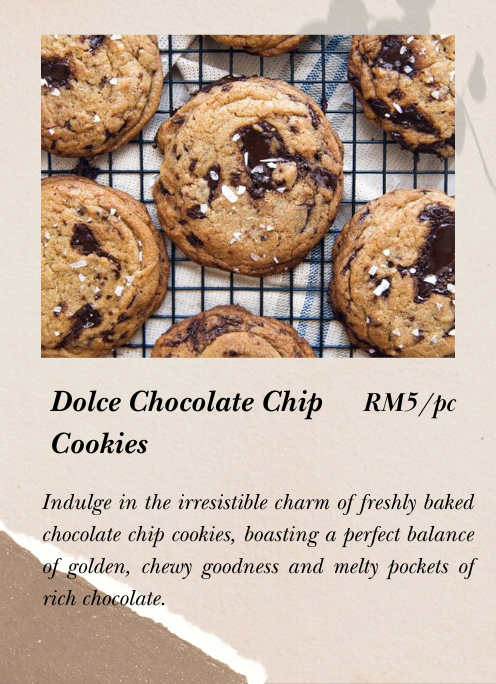 Dolce Chocolate Chip RM5/pc
Cookies
Indulge in the irresistible charm of freshly baked
chocolate chip cookies, boasting a perfect balance
of golden, chewy goodness and melty pockets of
rich chocolate.